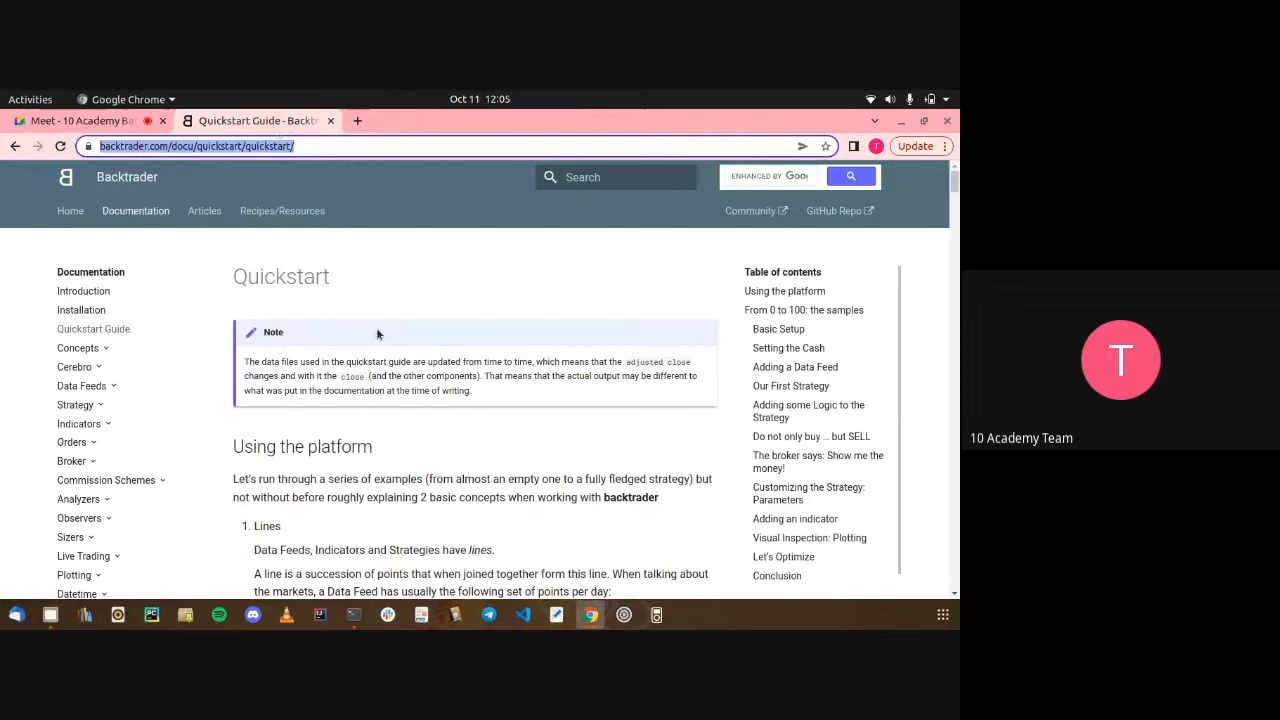 Activities
Google Chrome
Oct 11 12:05
Meet - 10 Academy Ba
Quickstart Guide - Backt
backtrader.com/docu/quickstart/quickstart/
T
Update
B
Backtrader
Search
ENHANCED BY Goo
Home
Documentation
Articles
Recipes/Resources
Community
GitHub Repo
Documentation
Introduction
Installation
Quickstart Guide
Concepts
Cerebro
Data Feeds
Strategy
Indicators
Orders
Broker
Commission Schemes
Analyzers
Observers
Sizers
Live Trading
Plotting
Datetime
Quickstart
Note
The data files used in the quickstart guide are updated from time to time, which means that the adjusted close
changes and with it the close (and the other components). That means that the actual output may be different to
what was put in the documentation at the time of writing.
Using the platform
Let's run through a series of examples (from almost an empty one to a fully fledged strategy) but
not without before roughly explaining 2 basic concepts when working with backtrader
1. Lines
Data Feeds, Indicators and Strategies have lines.
A line is a succession of points that when joined together form this line. When talking about
the markets, a Data Feed has usually the following set of points per day:
Table of contents
Using the platform
From 0 to 100: the samples
Basic Setup
Setting the Cash
Adding a Data Feed
Our First Strategy
Adding some Logic to the
Strategy
Do not only buy … but SELL
The broker says: Show me the
money!
Customizing the Strategy:
Parameters
Adding an indicator
Visual Inspection: Plotting
Let's Optimize
Conclusion
T
10 Academy Team